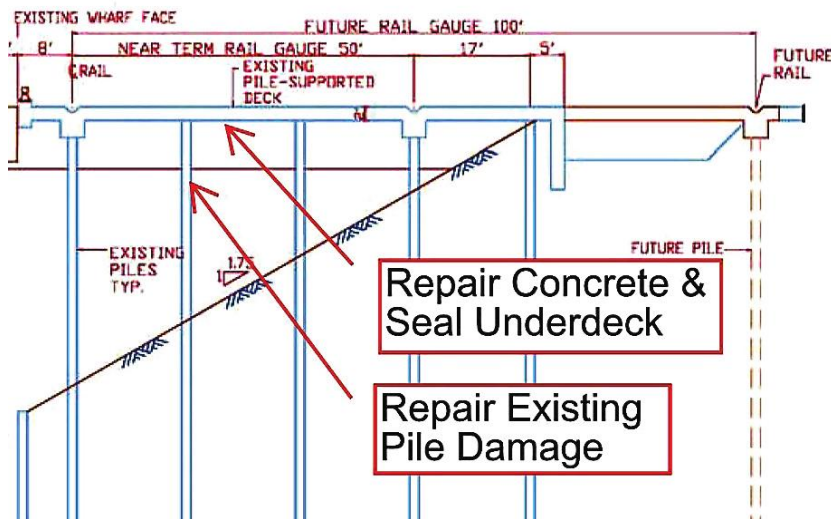 EXISTING WHARF FACE
FUTURE RAIL GAUGE 100'
8'
NEAR TERM RAIL GAUGE 50'
17'
5'
RAIL
EXISTING
PILE-SUPPORTED
DECK
FUTURE
RAIL
EXISTING
PILES
TYP.
1.75
1
FUTURE PILE
Repair Concrete &
Seal Underdeck
Repair Existing
Pile Damage